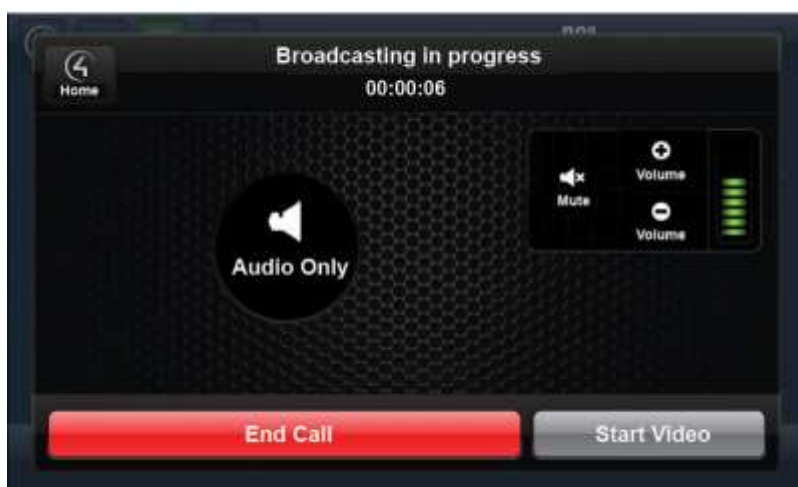 Broadcasting in progress
00:00:06
Home
Volume
Mute
Volume
Audio Only
End Call
Start Video